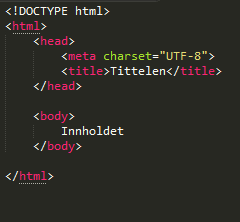 <!DOCTYPE html>
<html>
    <head>
        <meta charset="UTF-8">
        <title>Tittelen</title>
    </head>

    <body>
        Innholdet
    </body>

</html>